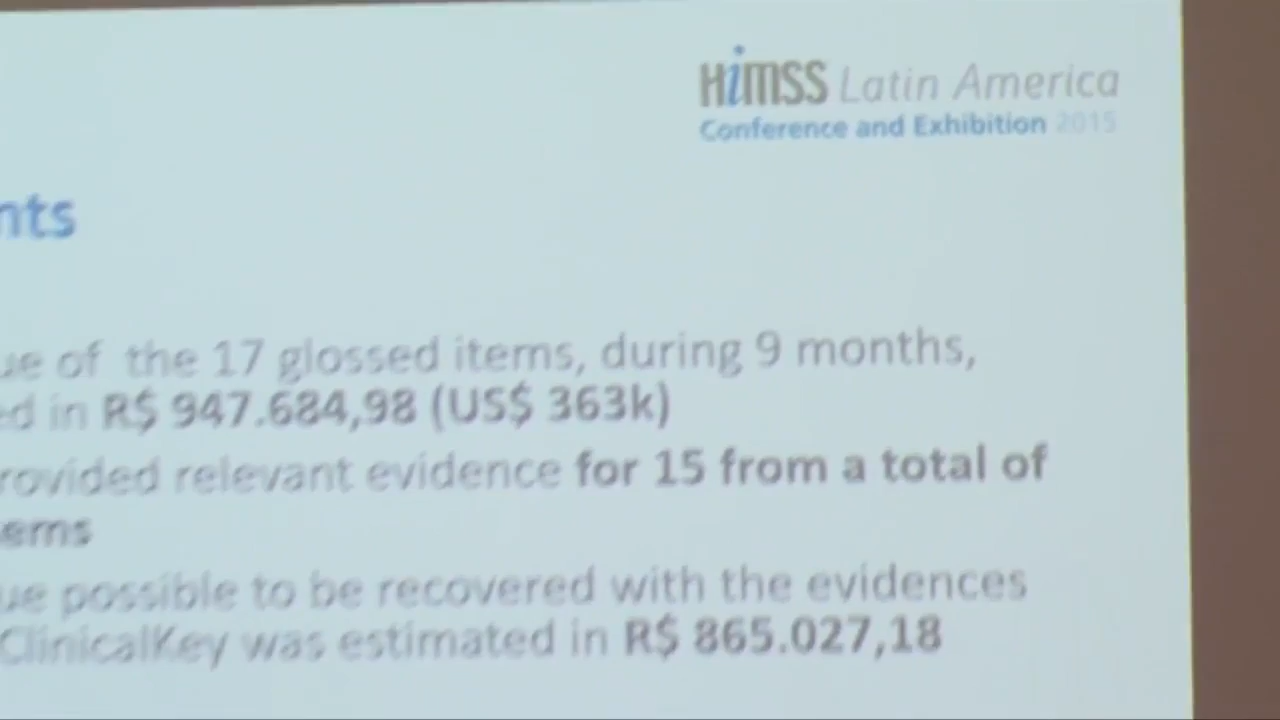 HiMSS Latin America
Conference and Exhibition 2015
nts
ue of the 17 glossed items, during 9 months,
ed in R$ 947.684,98 (US$ 363k)
rovided relevant evidence for 15 from a total of
ems
ue possible to be recovered with the evidences
ClinicalKey was estimated in R$ 865.027,18